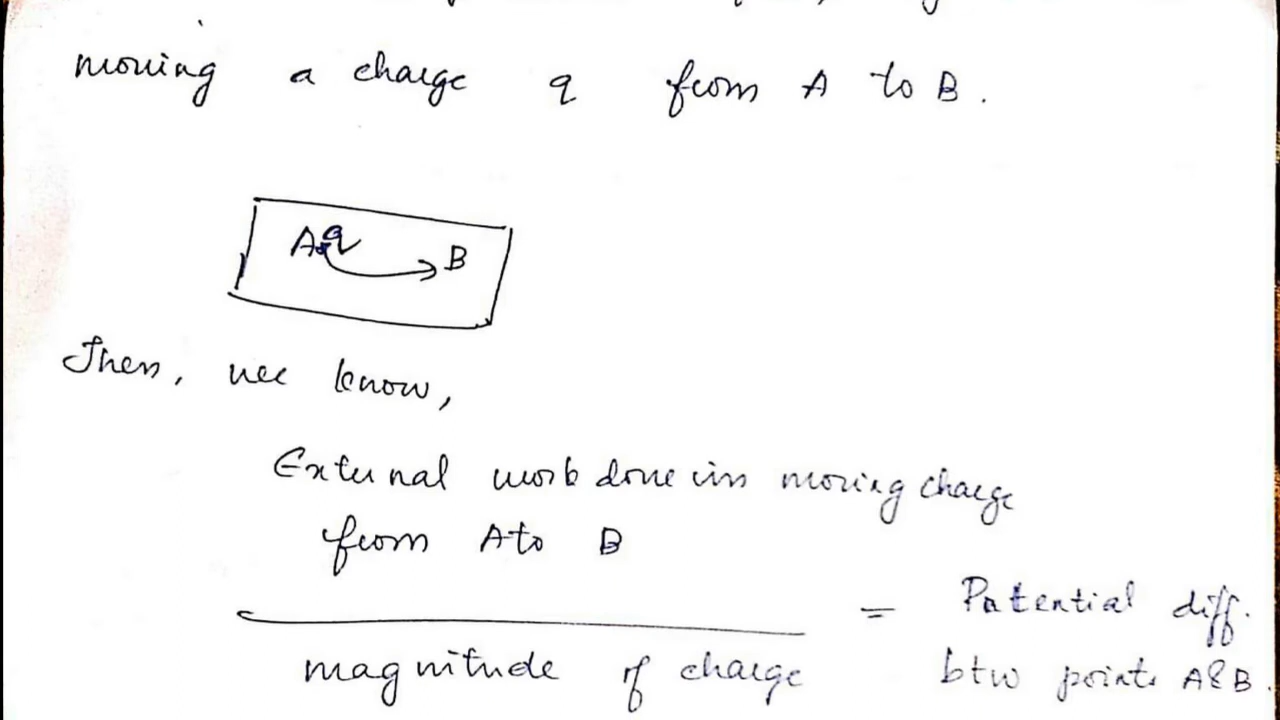 moving a charge q from A to B.
A q B
Then, we know,
External work done in moving charge
from A to B
= Potential diff.
magnitude of charge btw points A & B.